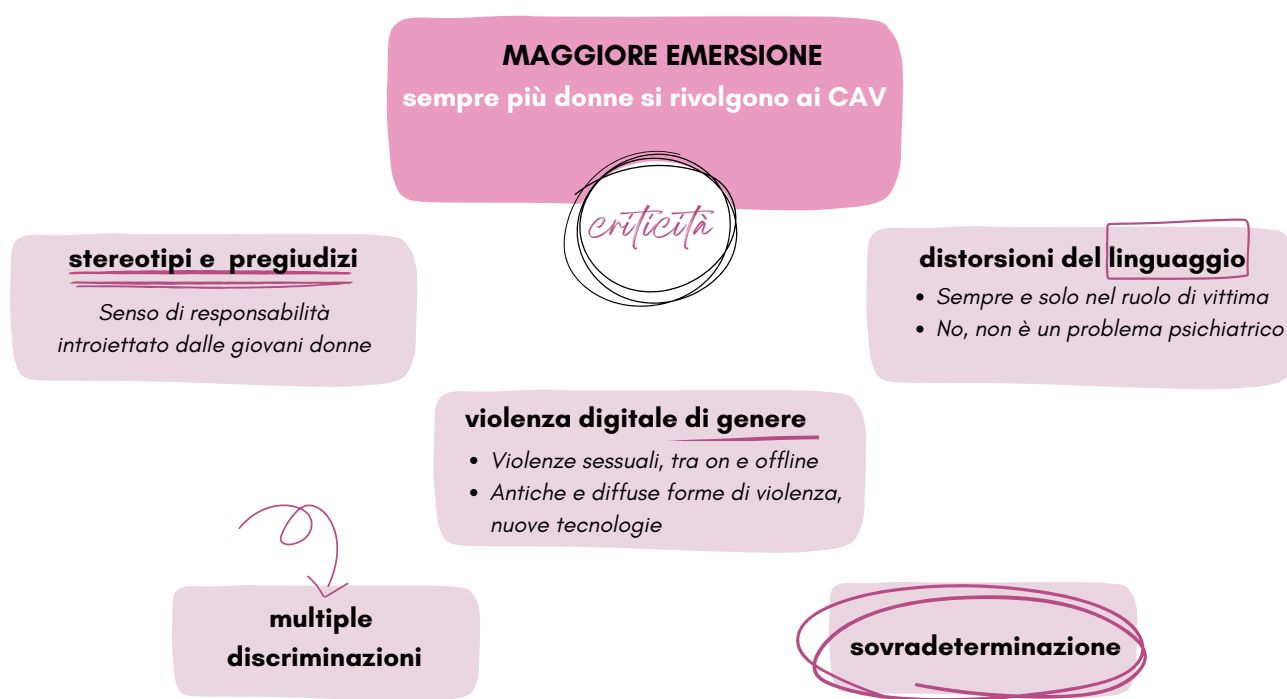 MAGGIORE EMERSIONE
sempre più donne si rivolgono ai CAV
criticità
stereotipi e pregiudizi
Senso di responsabilità
introiettato dalle giovani donne
distorsioni del linguaggio
• Sempre e solo nel ruolo di vittima
• No, non è un problema psichiatrico
violenza digitale di genere
• Violenze sessuali, tra on e offline
• Antiche e diffuse forme di violenza,
nuove tecnologie
multiple
discriminazioni
sovradeterminazione